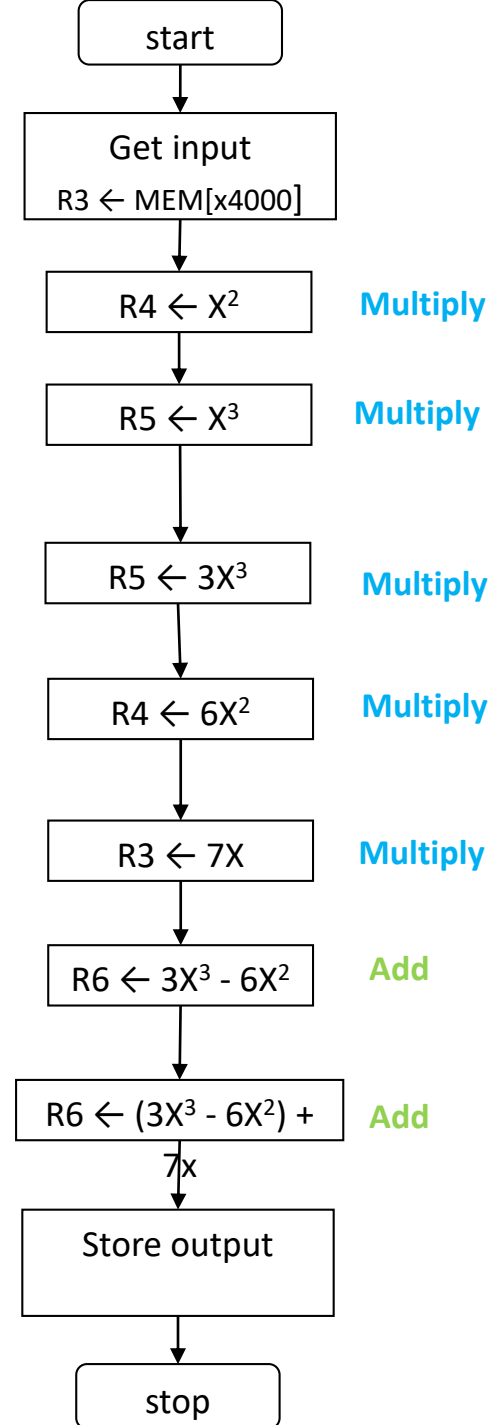 start
Get input
R3 ← MEM[x4000]
R4 ← X² Multiply
R5 ← X³ Multiply
R5 ← 3X³ Multiply
R4 ← 6X² Multiply
R3 ← 7X Multiply
R6 ← 3X³ - 6X² Add
R6 ← (3X³ - 6X²) + Add
7x
Store output
stop